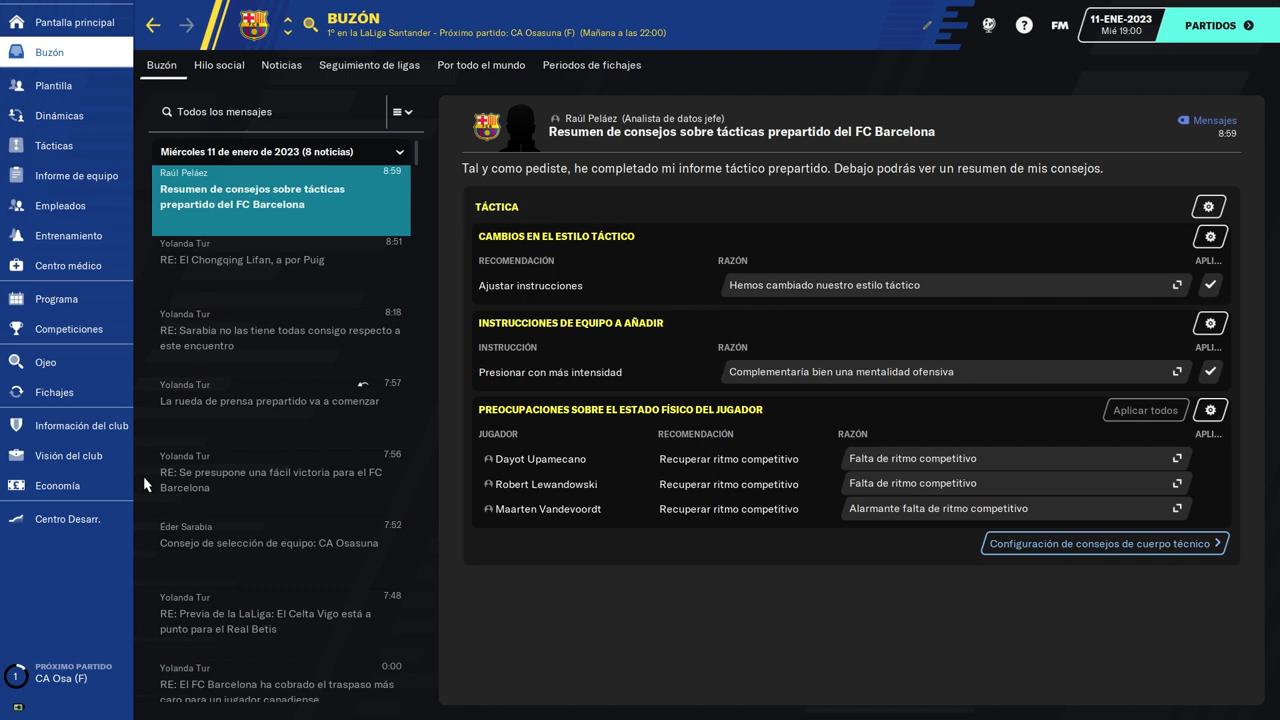 Pantalla principal
Buzón
Plantilla
Dinámicas
Tácticas
Informe de equipo
Empleados
Entrenamiento
Centro médico
Programa
Competiciones
Ojeo
Fichajes
Información del club
Visión del club
Economía
Centro Desarr.
1
PRÓXIMO PARTIDO
CA Osa (F)
BUZÓN
1º en la LaLiga Santander - Próximo partido: CA Osasuna (F) (Mañana a las 22:00)
?
FM
11-ENE-2023
Mié 19:00
PARTIDOS
Buzón Hilo social Noticias Seguimiento de ligas Por todo el mundo Periodos de fichajes
Todos los mensajes
Miércoles 11 de enero de 2023 (8 noticias)
Raúl Peláez 8:59
Resumen de consejos sobre tácticas
prepartido del FC Barcelona
Yolanda Tur 8:51
RE: El Chongqing Lifan, a por Puig
Yolanda Tur 8:18
RE: Sarabia no las tiene todas consigo respecto a
este encuentro
Yolanda Tur 7:57
La rueda de prensa prepartido va a comenzar
Yolanda Tur 7:56
RE: Se presupone una fácil victoria para el FC
Barcelona
Éder Sarabia 7:52
Consejo de selección de equipo: CA Osasuna
Yolanda Tur 7:48
RE: Previa de la LaLiga: El Celta Vigo está a
punto para el Real Betis
Yolanda Tur 0:00
RE: El FC Barcelona ha cobrado el traspaso más
caro para un jugador canadiense
Raúl Peláez (Analista de datos jefe)
Resumen de consejos sobre tácticas prepartido del FC Barcelona
Mensajes
8:59
Tal y como pediste, he completado mi informe táctico prepartido. Debajo podrás ver un resumen de mis consejos.
TÁCTICA
CAMBIOS EN EL ESTILO TÁCTICO
RECOMENDACIÓN RAZÓN APLI...
Ajustar instrucciones Hemos cambiado nuestro estilo táctico
INSTRUCCIONES DE EQUIPO A AÑADIR
INSTRUCCIÓN RAZÓN APLI...
Presionar con más intensidad Complementaría bien una mentalidad ofensiva
PREOCUPACIONES SOBRE EL ESTADO FÍSICO DEL JUGADOR Aplicar todos
JUGADOR RECOMENDACIÓN RAZÓN APLI...
Dayot Upamecano Recuperar ritmo competitivo Falta de ritmo competitivo
Robert Lewandowski Recuperar ritmo competitivo Falta de ritmo competitivo
Maarten Vandevoordt Recuperar ritmo competitivo Alarmante falta de ritmo competitivo
Configuración de consejos de cuerpo técnico